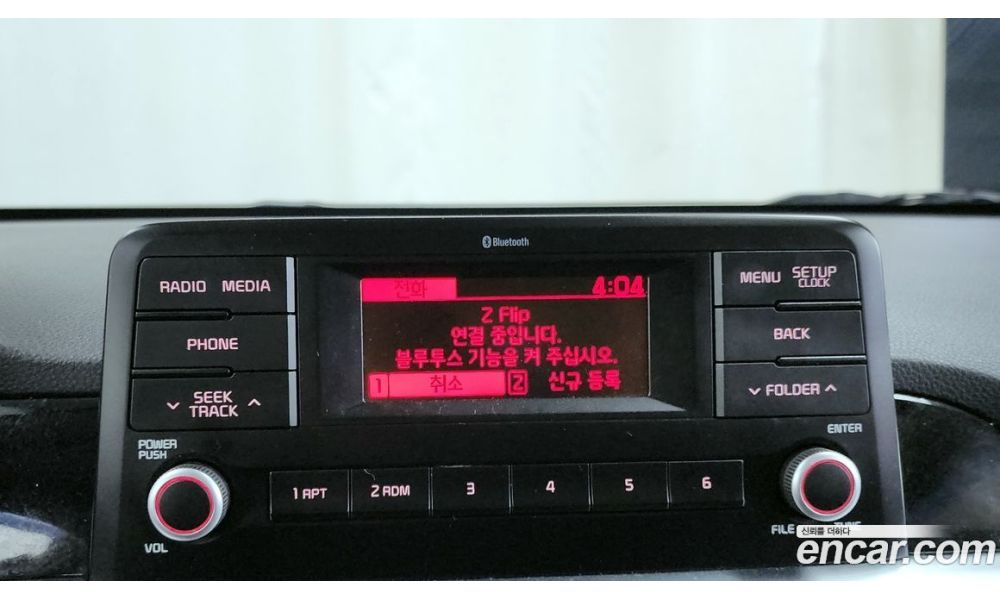 Bluetooth
RADIO MEDIA
PHONE
SEEK
TRACK
POWER
PUSH
VOL
전화 4:04
Z Flip
연결 중입니다.
블루투스 기능을 켜 주십시오.
1 취소 2 신규 등록
MENU SETUP
CLOCK
BACK
FOLDER
ENTER
1 APT 2 RDM 3 4 5 6
FILE TUNE
신뢰를 더하다
encar.com